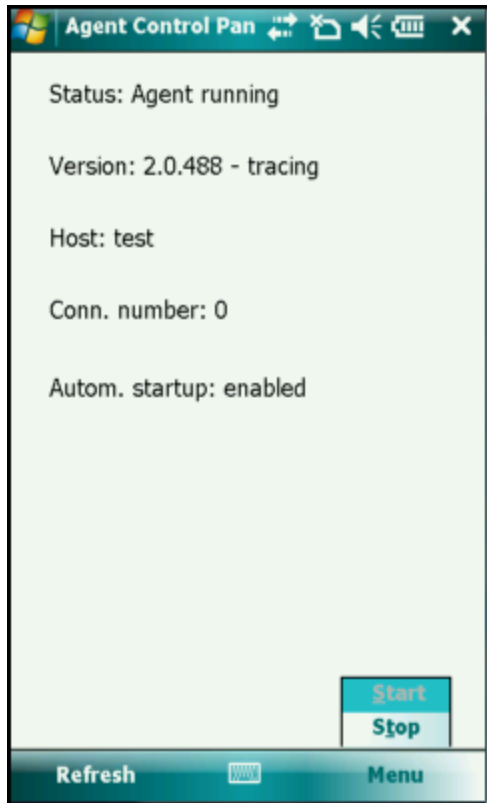 Agent Control Pan
Status: Agent running
Version: 2.0.488 - tracing
Host: test
Conn. number: 0
Autom. startup: enabled
Start
Stop
Refresh
Menu